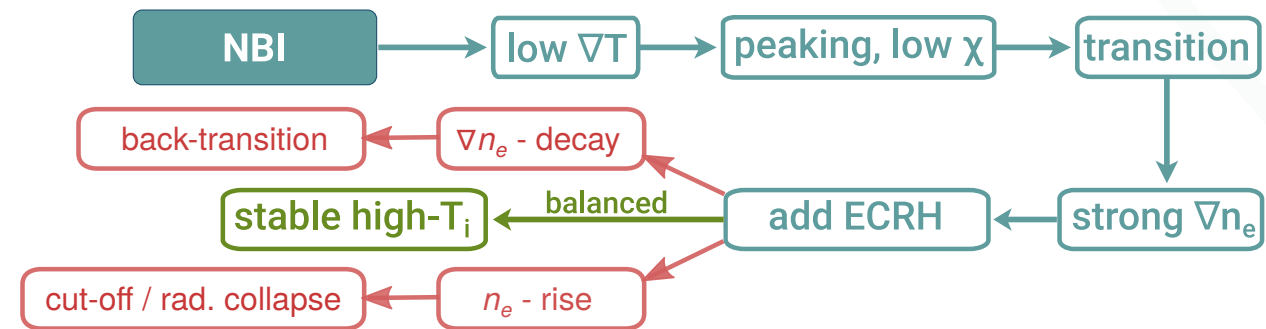 NBI
low ∇T
peaking, low χ
transition
strong ∇nₑ
add ECRH
∇nₑ - decay
back-transition
balanced
stable high-Tᵢ
nₑ - rise
cut-off / rad. collapse